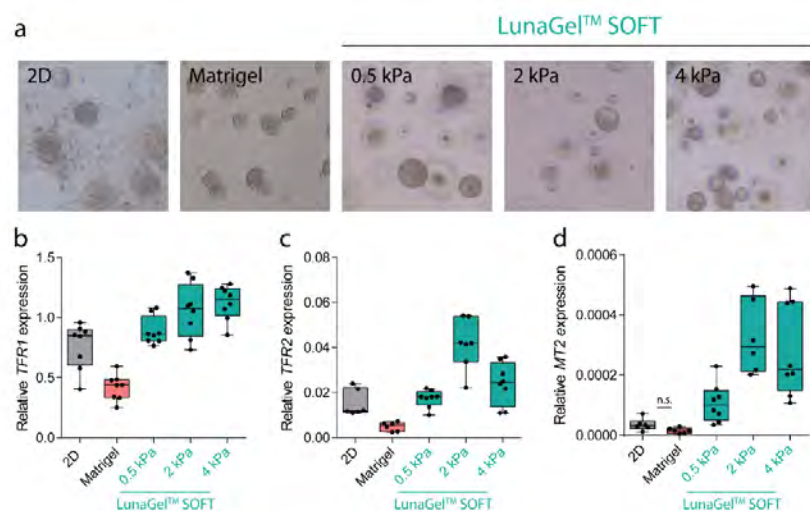 LunaGel™ SOFT
a
2D
Matrigel
0.5 kPa
2 kPa
4 kPa
b
Relative TFR1 expression
1.5
1.0
0.5
0.0
2D
Matrigel
0.5 kPa
2 kPa
4 kPa
LunaGel™ SOFT
c
Relative TFR2 expression
0.08
0.06
0.04
0.02
0.00
2D
Matrigel
0.5 kPa
2 kPa
4 kPa
LunaGel™ SOFT
d
Relative MT2 expression
0.0006
0.0004
0.0002
0.0000
n.s.
2D
Matrigel
0.5 kPa
2 kPa
4 kPa
LunaGel™ SOFT